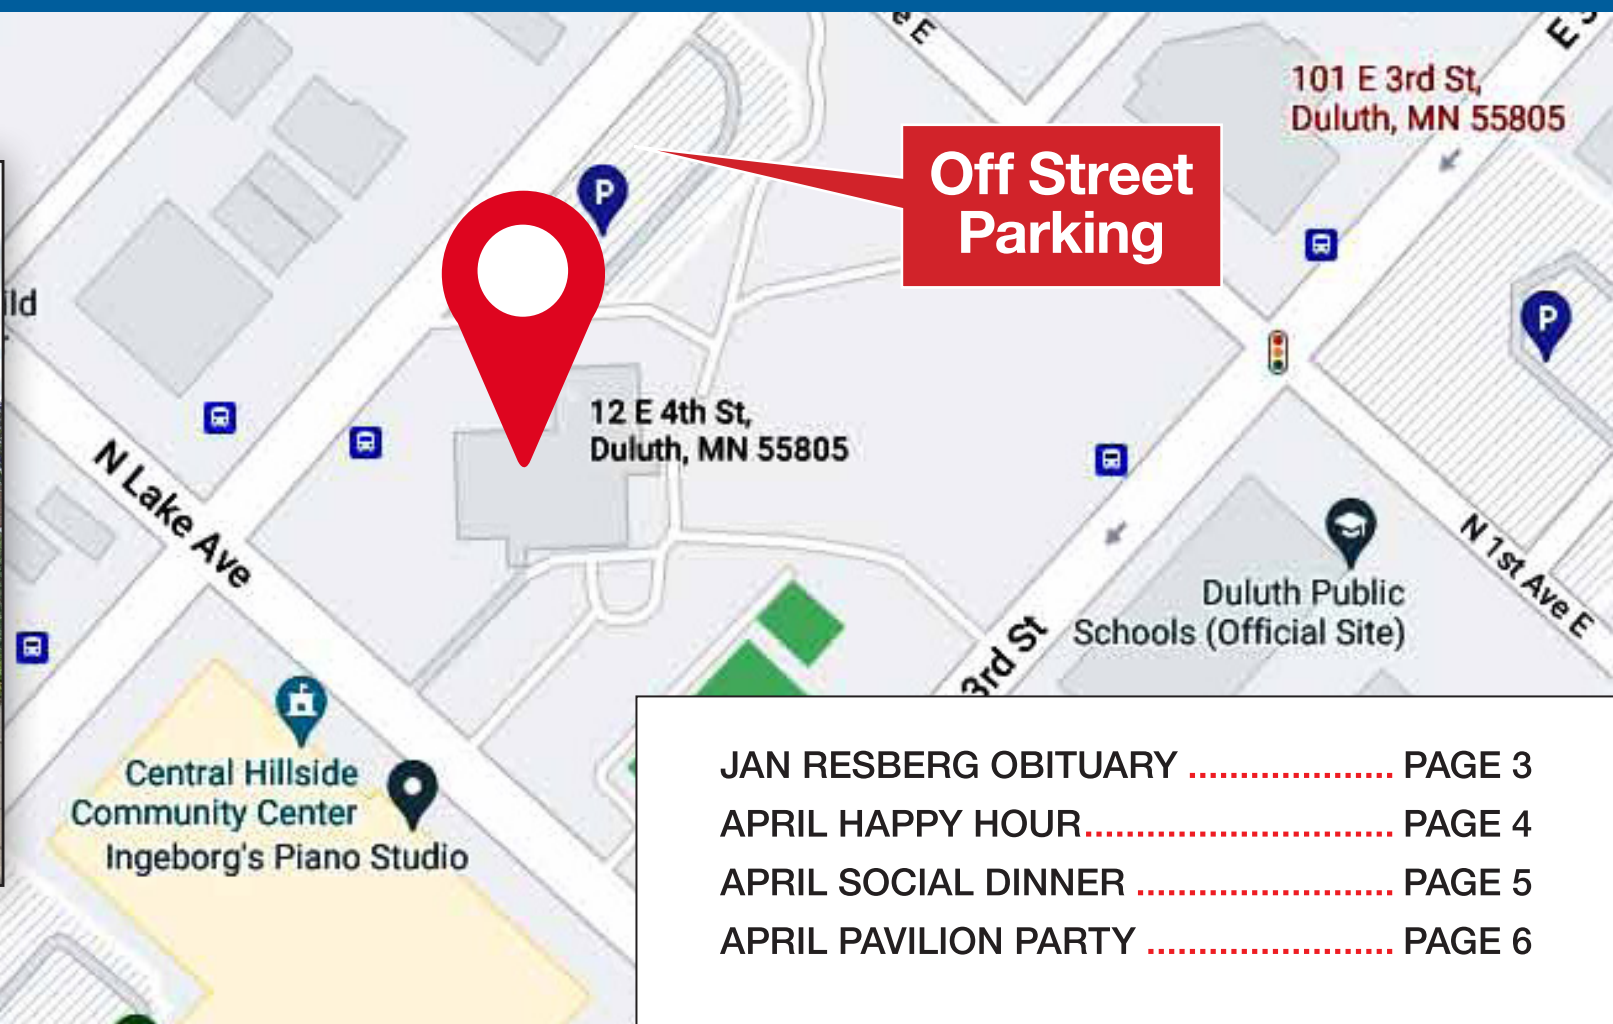 e E
E
101 E 3rd St,
Duluth, MN 55805
Off Street
Parking
P
P
ild
12 E 4th St,
Duluth, MN 55805
N Lake Ave
N 1st Ave E
Duluth Public
Schools (Official Site)
3rd St
Central Hillside
Community Center
Ingeborg's Piano Studio
JAN RESBERG OBITUARY .................... PAGE 3
APRIL HAPPY HOUR.............................. PAGE 4
APRIL SOCIAL DINNER ......................... PAGE 5
APRIL PAVILION PARTY ........................ PAGE 6